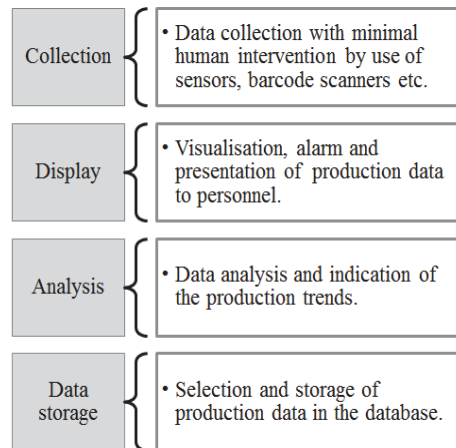 Collection
• Data collection with minimal
human intervention by use of
sensors, barcode scanners etc.
Display
• Visualisation, alarm and
presentation of production data
to personnel.
Analysis
• Data analysis and indication of
the production trends.
Data
storage
• Selection and storage of
production data in the database.